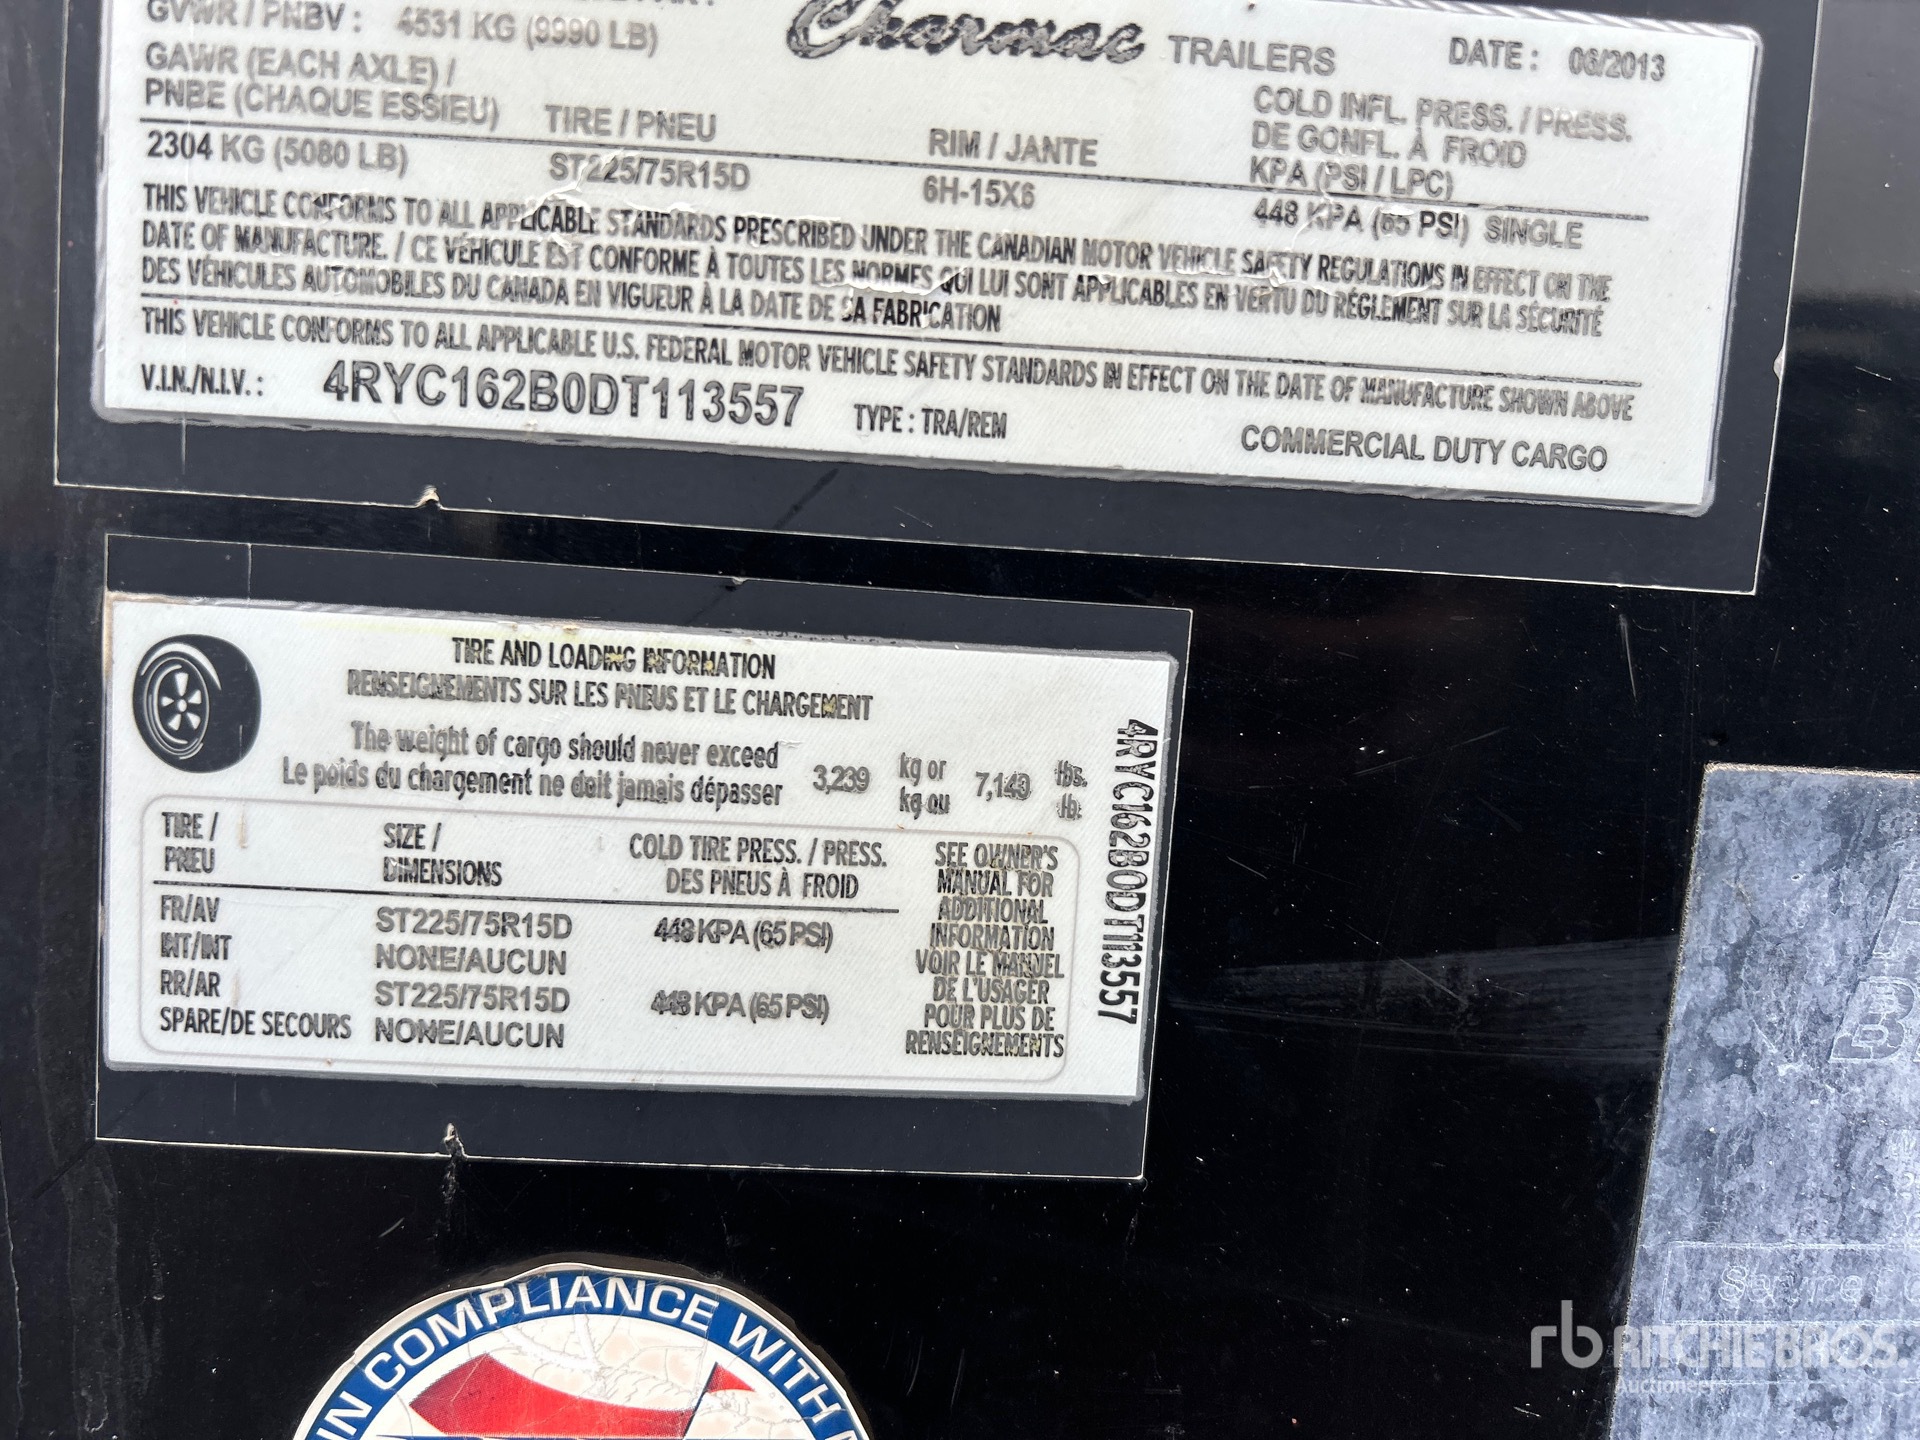 GVWR / PNBV : 4531 KG (9990 LB)
Charmac TRAILERS
DATE : 06/2013
GAWR (EACH AXLE) /
PNBE (CHAQUE ESSIEU)
TIRE / PNEU
RIM / JANTE
COLD INFL. PRESS. / PRESS.
DE GONFL. À FROID
KPA (PSI / LPC)
2304 KG (5080 LB)
ST225/75R15D
6H-15X6
448 KPA (65 PSI) SINGLE
THIS VEHICLE CONFORMS TO ALL APPLICABLE STANDARDS PRESCRIBED UNDER THE CANADIAN MOTOR VEHICLE SAFETY REGULATIONS IN EFFECT ON THE
DATE OF MANUFACTURE. / CE VÉHICULE EST CONFORME À TOUTES LES NORMES QUI LUI SONT APPLICABLES EN VERTU DU RÉGLEMENT SUR LA SÉCURITÉ
DES VÉHICULES AUTOMOBILES DU CANADA EN VIGUEUR À LA DATE DE SA FABRICATION
THIS VEHICLE CONFORMS TO ALL APPLICABLE U.S. FEDERAL MOTOR VEHICLE SAFETY STANDARDS IN EFFECT ON THE DATE OF MANUFACTURE SHOWN ABOVE
V.I.N./N.I.V. : 4RYC162B0DT113557 TYPE : TRA/REM
COMMERCIAL DUTY CARGO
TIRE AND LOADING INFORMATION
RENSEIGNEMENTS SUR LES PNEUS ET LE CHARGEMENT
The weight of cargo should never exceed
Le poids du chargement ne doit jamais dépasser
3,239
kg or
kg ou
lbs.
lb.
TIRE /
PNEU
SIZE /
DIMENSIONS
COLD TIRE PRESS. / PRESS.
DES PNEUS À FROID
FR/AV ST225/75R15D 448 KPA (65 PSI)
INT/INT NONE/AUCUN
RR/AR ST225/75R15D 448 KPA (65 PSI)
SPARE/DE SECOURS NONE/AUCUN
SEE OWNER'S
MANUAL FOR
ADDITIONAL
INFORMATION
VOIR LE MANUEL
DE L'USAGER
POUR PLUS DE
RENSEIGNEMENTS
4RYC162B0DT113557
IN COMPLIANCE WITH
Service
rb RITCHIE BROS.
Auctioneers